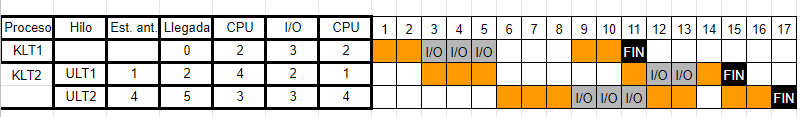 Proceso Hilo Est. ant. Llegada CPU I/O CPU 1 2 3 4 5 6 7 8 9 10 11 12 13 14 15 16 17
KLT1 0 2 3 2 I/O I/O I/O FIN
KLT2 ULT1 1 2 4 2 1 I/O I/O FIN
ULT2 4 5 3 3 4 I/O I/O I/O FIN